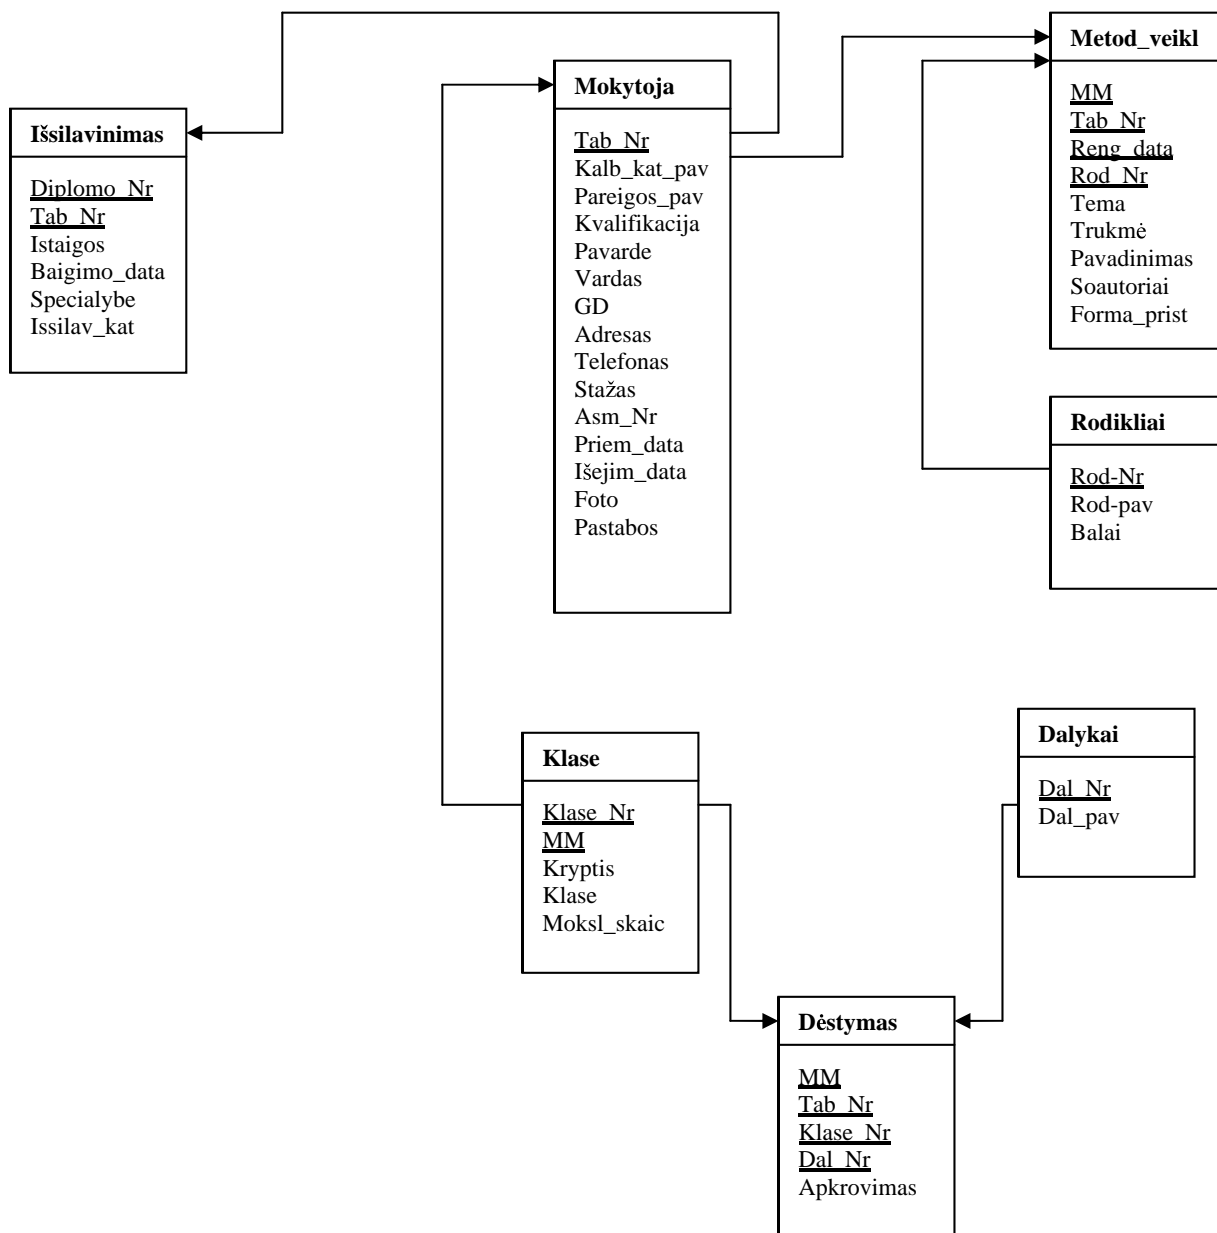 Išsilavinimas
Diplomo_Nr
Tab_Nr
Istaigos
Baigimo_data
Specialybe
Issilav_kat
Mokytoja
Tab_Nr
Kalb_kat_pav
Pareigos_pav
Kvalifikacija
Pavarde
Vardas
GD
Adresas
Telefonas
Stažas
Asm_Nr
Priem_data
Išejim_data
Foto
Pastabos
Metod_veikl
MM
Tab_Nr
Reng_data
Rod_Nr
Tema
Trukmė
Pavadinimas
Soautoriai
Forma_prist
Rodikliai
Rod-Nr
Rod-pav
Balai
Klase
Klase_Nr
MM
Kryptis
Klase
Moksl_skaic
Dalykai
Dal_Nr
Dal_pav
Dėstymas
MM
Tab_Nr
Klase_Nr
Dal_Nr
Apkrovimas